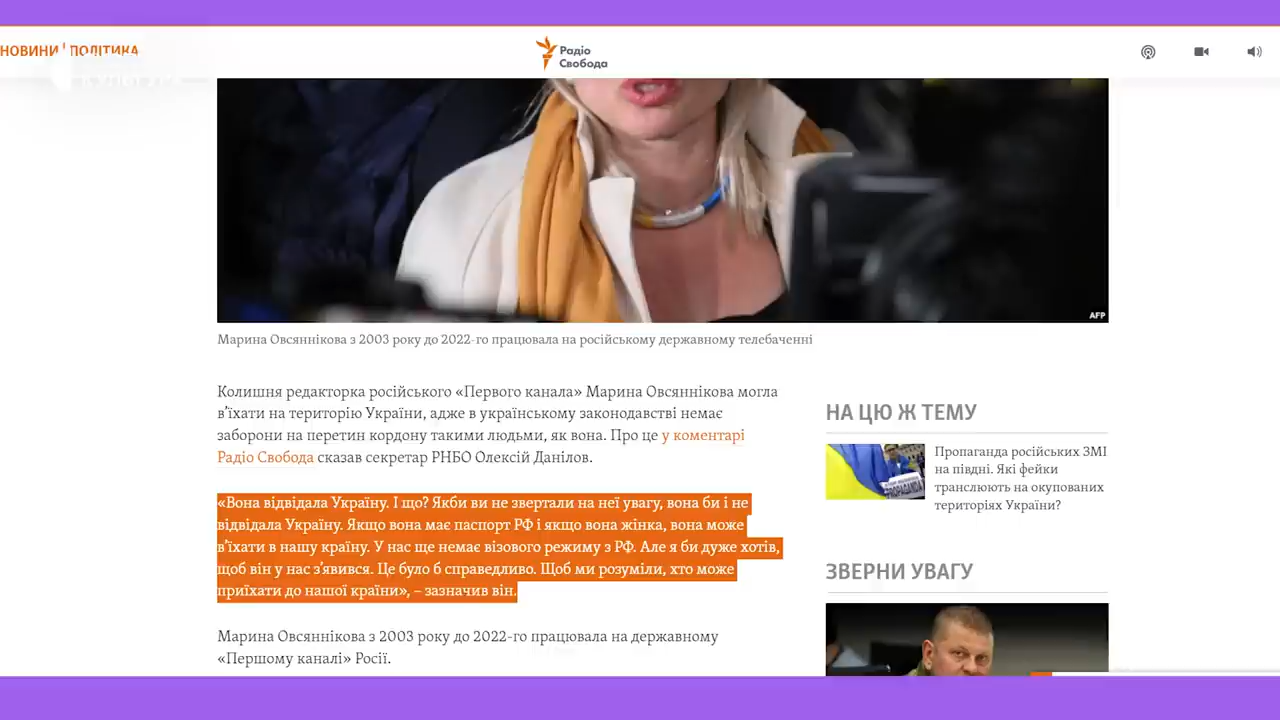 НОВИНИ | ПОЛІТИКА
КУЛЬТУРА
Радіо
Свобода
AFP
Марина Овсяннікова з 2003 року до 2022-го працювала на російському державному телебаченні
Колишня редакторка російського «Первого канала» Марина Овсяннікова могла
в’їхати на територію України, адже в українському законодавстві немає
заборони на перетин кордону такими людьми, як вона. Про це у коментарі
Радіо Свобода сказав секретар РНБО Олексій Данілов.
«Вона відвідала Україну. І що? Якби ви не звертали на неї увагу, вона би і не
відвідала Україну. Якщо вона має паспорт РФ і якщо вона жінка, вона може
в’їхати в нашу країну. У нас ще немає візового режиму з РФ. Але я би дуже хотів,
щоб він у нас з’явився. Це було б справедливо. Щоб ми розуміли, хто може
приїхати до нашої країни», – зазначив він.
Марина Овсяннікова з 2003 року до 2022-го працювала на державному
«Першому каналі» Росії.
НА ЦЮ Ж ТЕМУ
Пропаганда російських ЗМІ
на півдні. Які фейки
транслюють на окупованих
територіях України?
ЗВЕРНИ УВАГУ